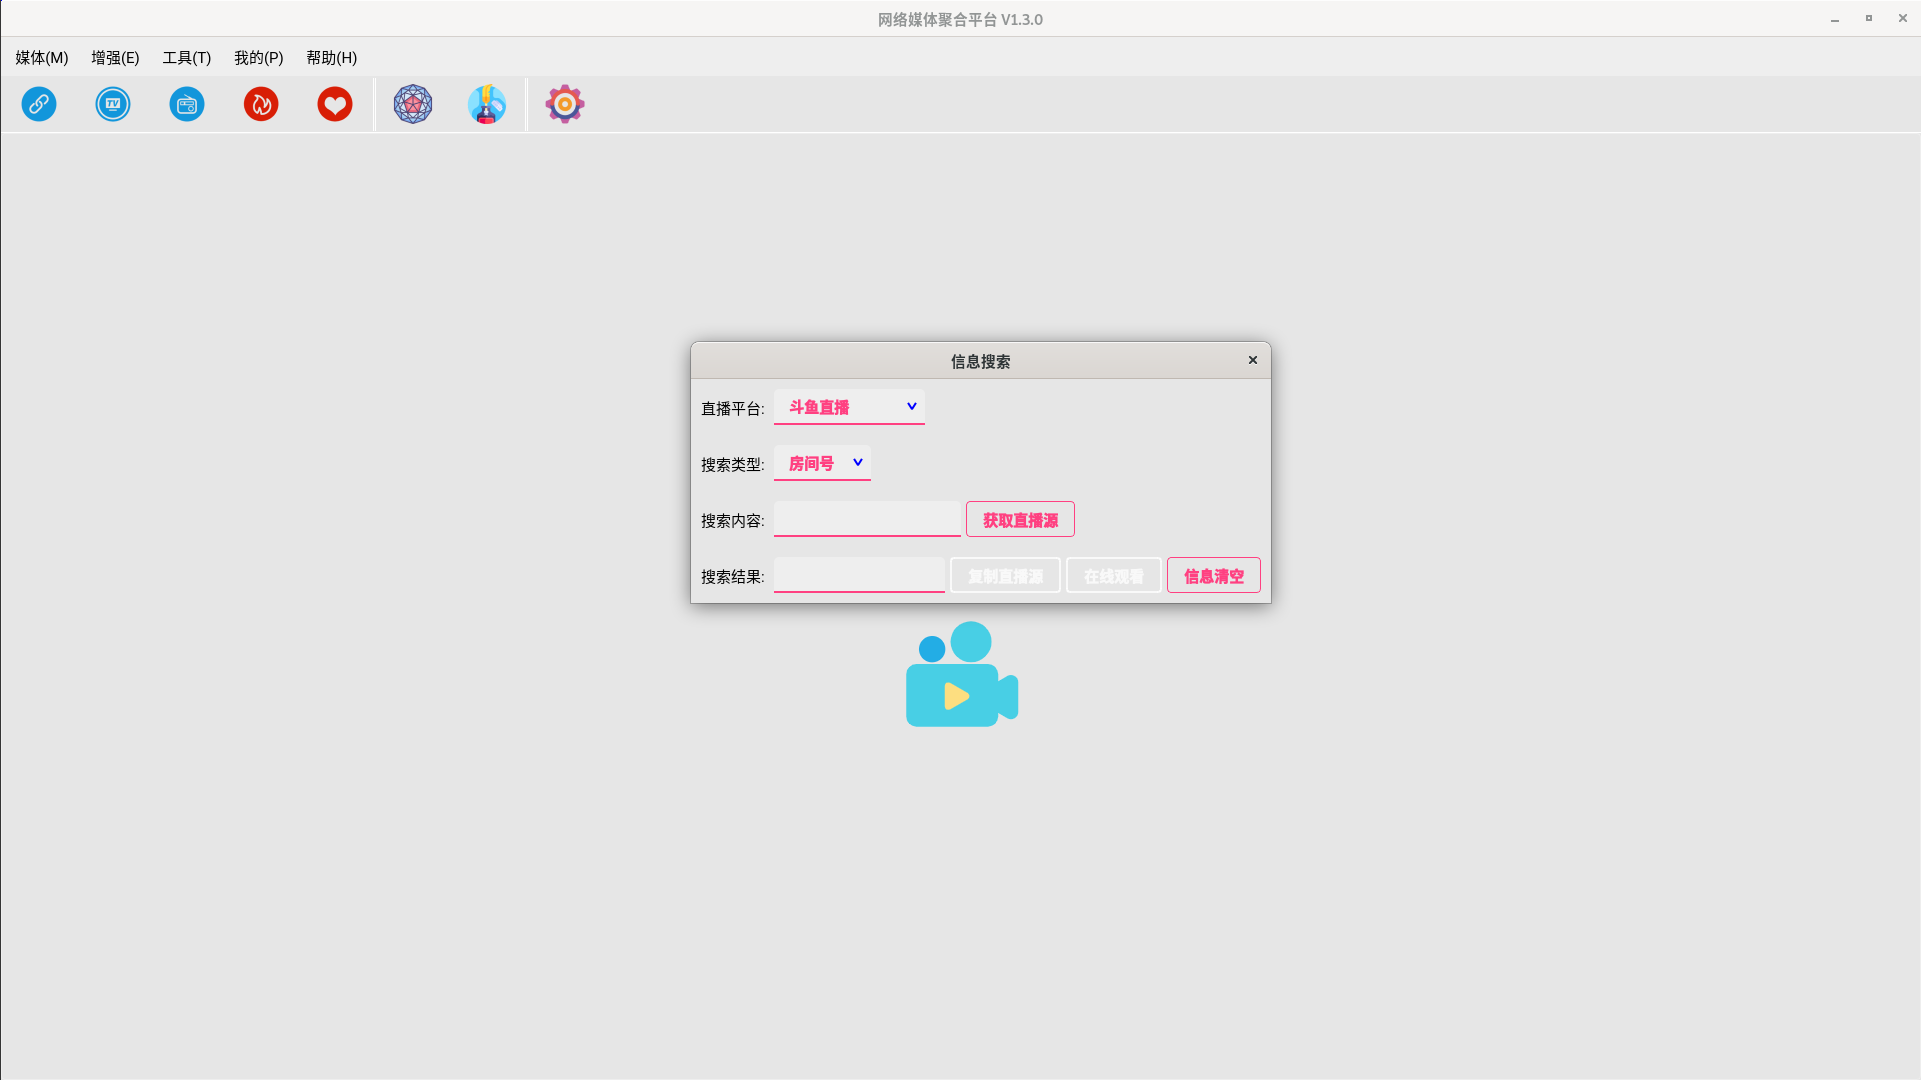 网络媒体聚合平台 V1.3.0
媒体(M) 增强(E) 工具(T) 我的(P) 帮助(H)
TV
信息搜索
直播平台: 斗鱼直播
搜索类型: 房间号
搜索内容: 获取直播源
搜索结果: 复制直播源 在线观看 信息清空